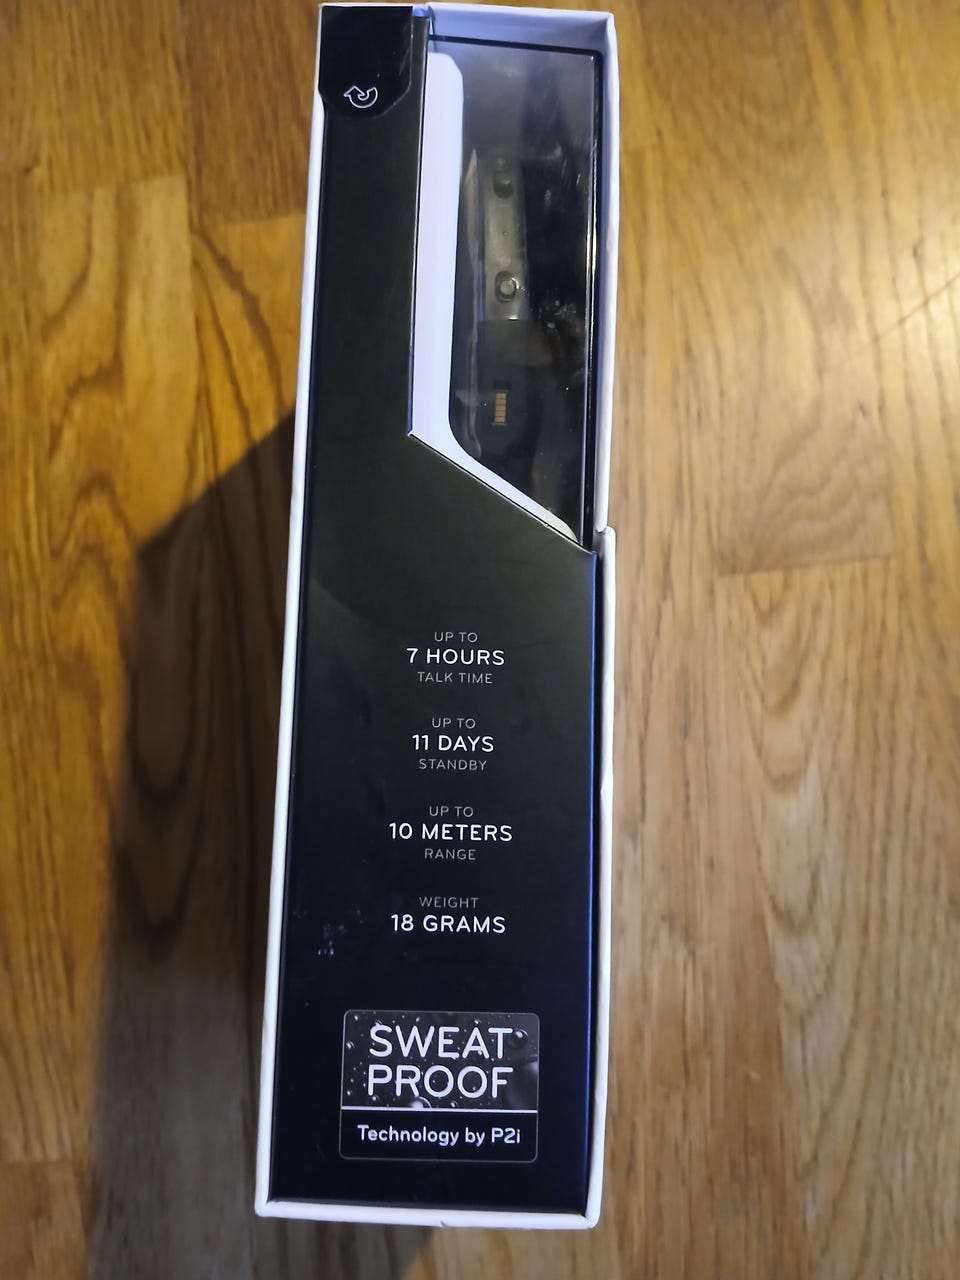 UP TO
7 HOURS
TALK TIME
UP TO
11 DAYS
STANDBY
UP TO
10 METERS
RANGE
WEIGHT
18 GRAMS
SWEAT
PROOF
Technology by P2i